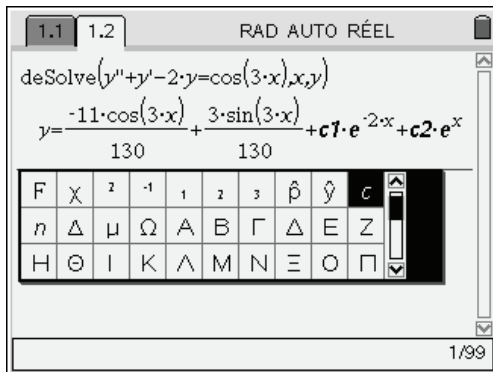 1.1 1.2 RAD AUTO RÉEL
deSolve(y''+y'−2·y=cos(3·x),x,y)
y=-11·cos(3·x)/130+3·sin(3·x)/130+c1·e^-2·x+c2·e^x
F χ ² ⁻¹ ₁ ₂ ₃ p̂ ŷ c
n Δ μ Ω Α Β Γ Δ Ε Ζ
Η Θ Ι Κ Λ Μ Ν Ξ Ο Π
1/99